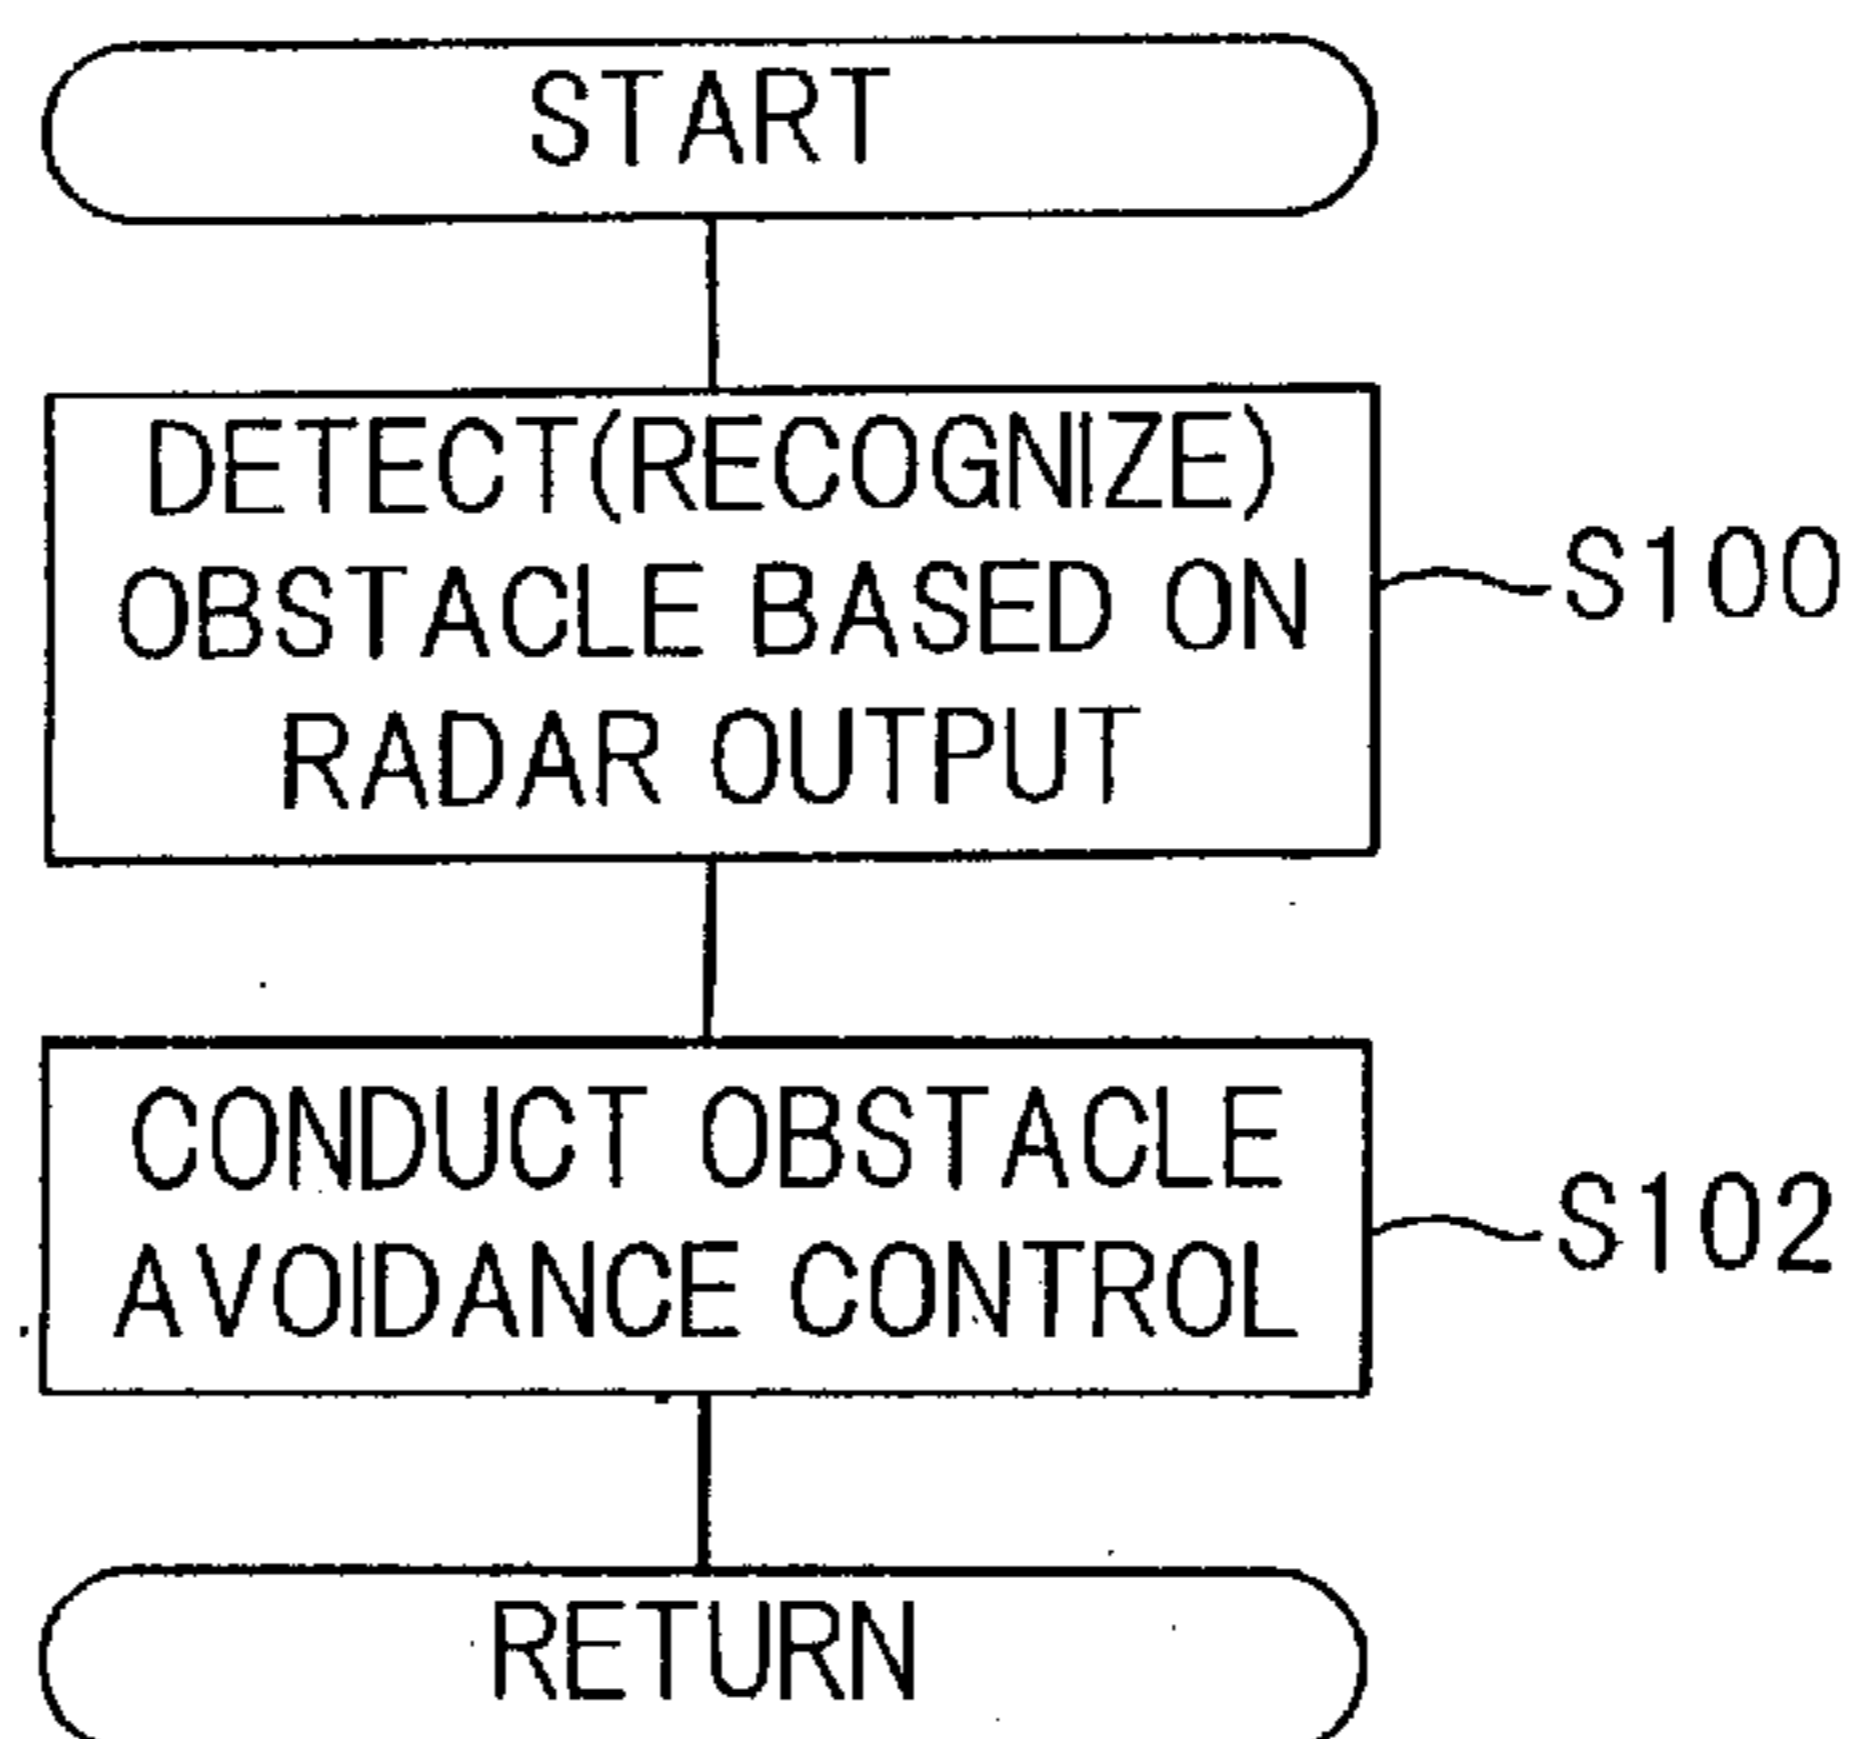 START
DETECT(RECOGNIZE)
OBSTACLE BASED ON
RADAR OUTPUT
S100
CONDUCT OBSTACLE
AVOIDANCE CONTROL
S102
RETURN